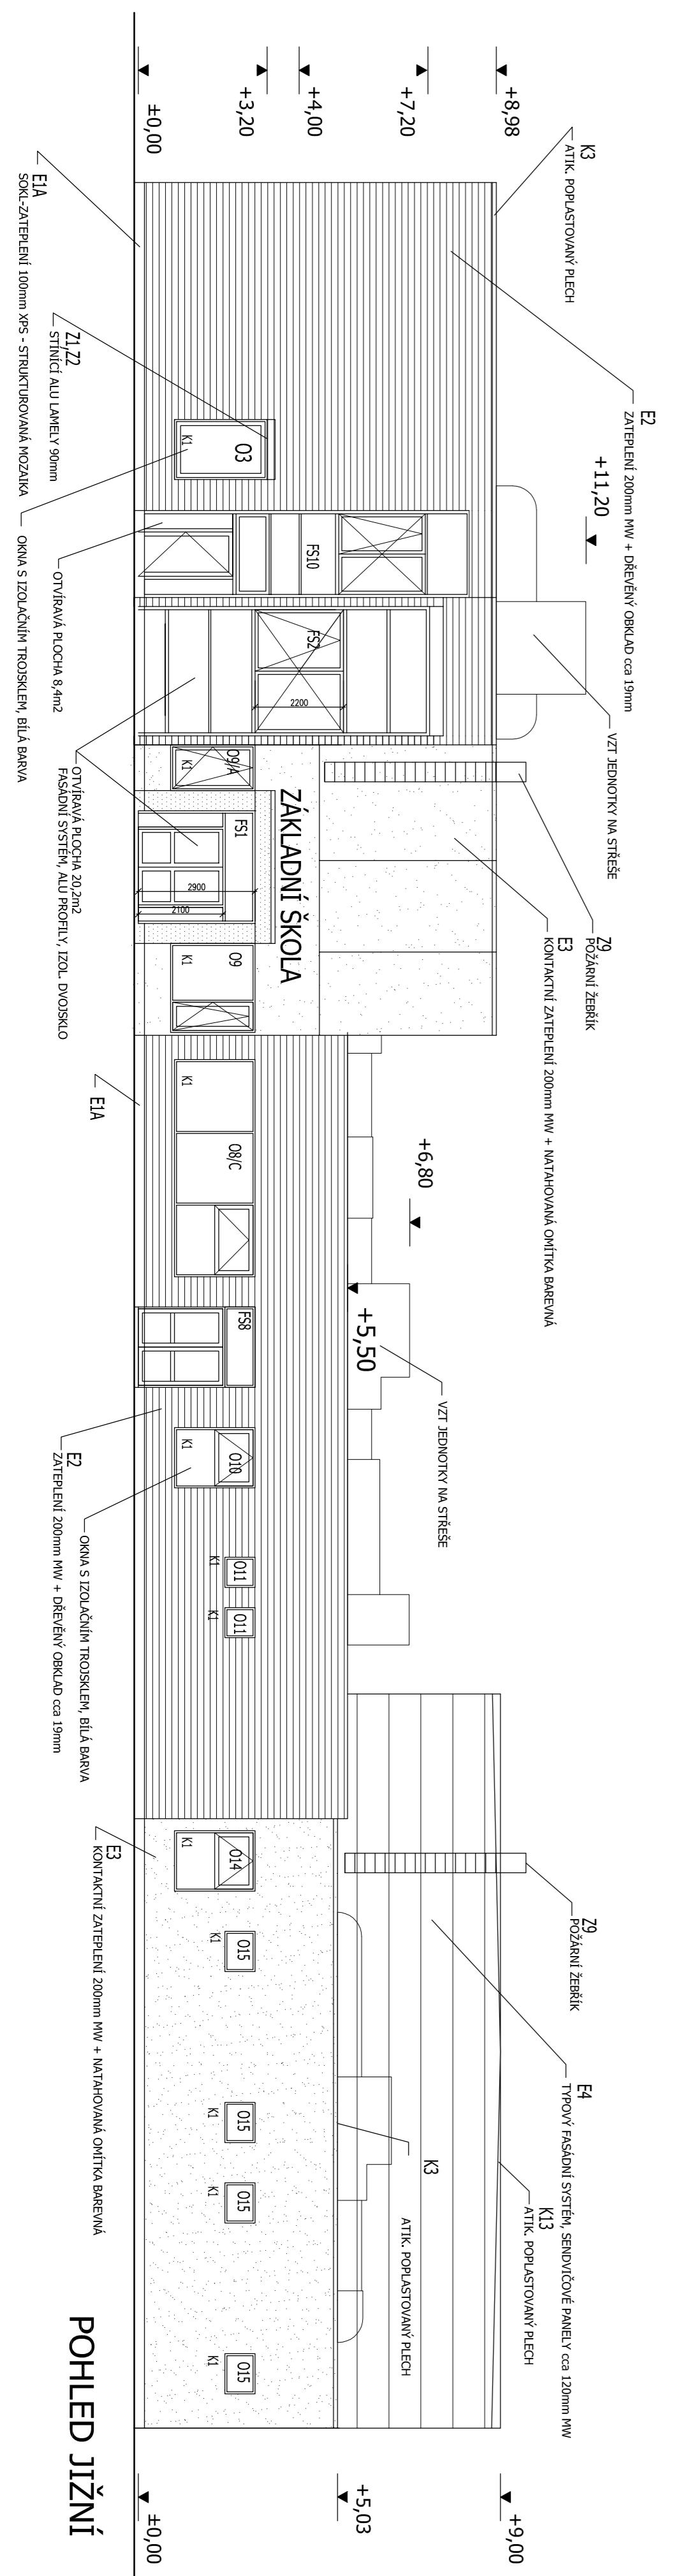 +8,98
+7,20
+4,00
+3,20
±0,00
K3
ATIK. POPLASTOVANÝ PLECH
E2
ZATEPLENÍ 200mm MW + DŘEVĚNÝ OBKLAD cca 19mm
+11,20
VZT JEDNOTKY NA STŘEŠE
Z9
POŽÁRNÍ ŽEBŘÍK
E3
KONTAKTNÍ ZATEPLENÍ 200mm MW + NATAHOVANÁ OMÍTKA BAREVNÁ
+6,80
+5,50
VZT JEDNOTKY NA STŘEŠE
Z9
POŽÁRNÍ ŽEBŘÍK
E4
TYPOVÝ FASÁDNÍ SYSTÉM, SENDVIČOVÉ PANELY cca 120mm MW
K13
ATIK. POPLASTOVANÝ PLECH
K3
ATIK. POPLASTOVANÝ PLECH
+9,00
+5,03
±0,00
O3
K1
FS10
FS2
2200
O9/A
K1
ZÁKLADNÍ ŠKOLA
FS1
2900
2100
O9
K1
O8/C
K1
FS8
O10
K1
O11
K1
O11
K1
O14
K1
O15
K1
O15
K1
O15
K1
O15
K1
E1A
SOKL-ZATEPLENÍ 100mm XPS - STRUKTUROVANÁ MOZAIKA
Z1,Z2
STÍNÍCÍ ALU LAMELY 90mm
OKNA S IZOLAČNÍM TROJSKLEM, BÍLÁ BARVA
OTVÍRAVÁ PLOCHA 8,4m2
OTVÍRAVÁ PLOCHA 20,2m2
FASÁDNÍ SYSTÉM, ALU PROFILY, IZOL. DVOJSKLO
E1A
E2
ZATEPLENÍ 200mm MW + DŘEVĚNÝ OBKLAD cca 19mm
OKNA S IZOLAČNÍM TROJSKLEM, BÍLÁ BARVA
E3
KONTAKTNÍ ZATEPLENÍ 200mm MW + NATAHOVANÁ OMÍTKA BAREVNÁ
POHLED JIŽNÍ